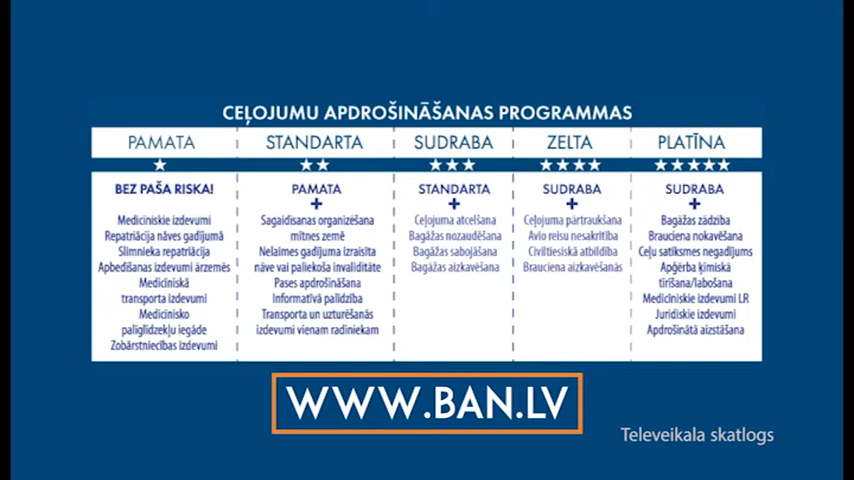 CEĻOJUMU APDROŠINĀŠANAS PROGRAMMAS
PAMATA
STANDARTA
SUDRABA
ZELTA
PLATĪNA
BEZ PAŠA RISKA!
Mediciniskie izdevumi
Repatriācija nāves gadījumā
Slimnieka repatriācija
Apbedīšanas izdevumi ārzemēs
Medicīniskā
transporta izdevumi
Medicīnisko
palīglīdzekļu iegāde
Zobārstniecības izdevumi
PAMATA
+
Sagaidīšanas organizēšana
mītnes zemē
Nelaimes gadījuma izraisīta
nāve vai paliekoša invaliditāte
Pases apdrošināšana
Informatīvā palīdzība
Transporta un uzturēšanās
izdevumi vienam radiniekam
STANDARTA
+
Ceļojuma atcelšana
Bagāžas nozaudēšana
Bagāžas sabojāšana
Bagāžas aizkavēšana
SUDRABA
+
Ceļojuma pārtraukšana
Avio reisu nesakritība
Civiltiesiskā atbildība
Brauciena aizkavēšanās
SUDRABA
+
Bagāžas zādzība
Brauciena nokavēšana
Ceļu satiksmes negadījums
Apģērba ķīmiskā
tīrīšana/labošana
Medicīniskie izdevumi LR
Juridiskie izdevumi
Apdrošinātā aizstāšana
WWW.BAN.LV
Televeikala skatlogs